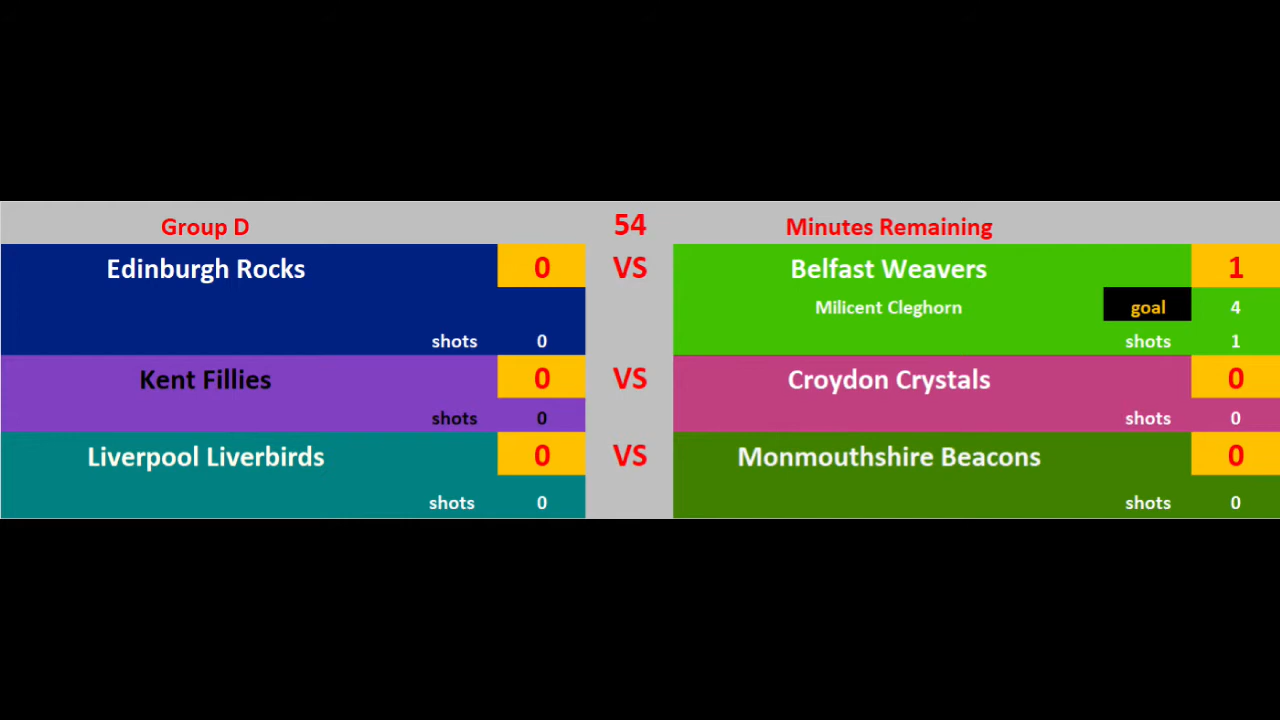 Group D 54 Minutes Remaining
Edinburgh Rocks 0 VS Belfast Weavers 1
Milicent Cleghorn goal 4
shots 0 shots 1
Kent Fillies 0 VS Croydon Crystals 0
shots 0 shots 0
Liverpool Liverbirds 0 VS Monmouthshire Beacons 0
shots 0 shots 0